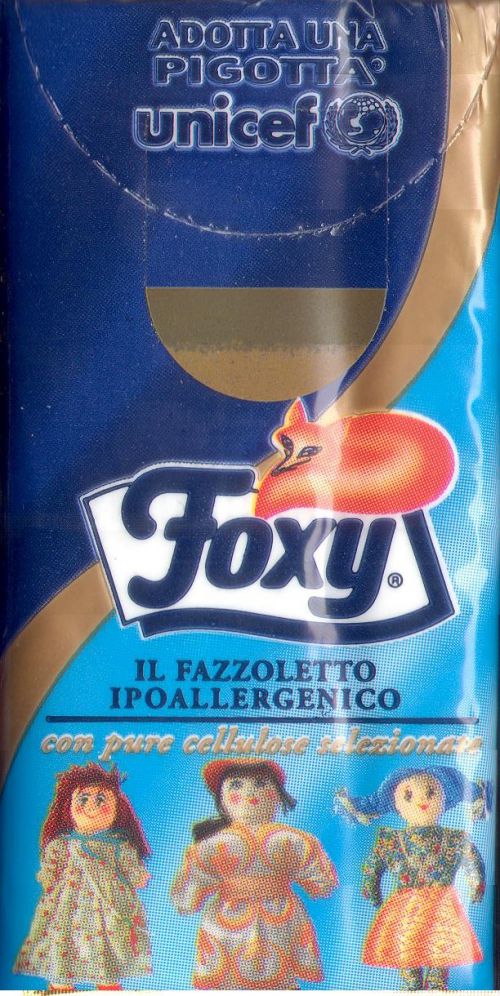 ADOTTA UNA
PIGOTTA®
unicef
Foxy®
IL FAZZOLETTO
IPOALLERGENICO
con pure cellulose selezionate